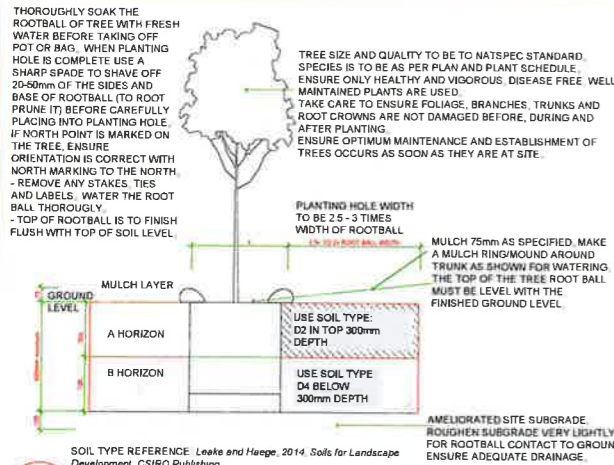 THOROUGHLY SOAK THE
ROOTBALL OF TREE WITH FRESH
WATER BEFORE TAKING OFF
POT OR BAG. WHEN PLANTING
HOLE IS COMPLETE USE A
SHARP SPADE TO SHAVE OFF
20-50mm OF THE SIDES AND
BASE OF ROOTBALL (TO ROOT
PRUNE IT) BEFORE CAREFULLY
PLACING INTO PLANTING HOLE.
IF NORTH POINT IS MARKED ON
THE TREE, ENSURE
ORIENTATION IS CORRECT WITH
NORTH MARKING TO THE NORTH.
- REMOVE ANY STAKES, TIES
AND LABELS. WATER THE ROOT
BALL THOROUGLY.
- TOP OF ROOTBALL IS TO FINISH
FLUSH WITH TOP OF SOIL LEVEL.
TREE SIZE AND QUALITY TO BE TO NATSPEC STANDARD.
SPECIES IS TO BE AS PER PLAN AND PLANT SCHEDULE.
ENSURE ONLY HEALTHY AND VIGOROUS, DISEASE FREE, WELL
MAINTAINED PLANTS ARE USED.
TAKE CARE TO ENSURE FOLIAGE, BRANCHES, TRUNKS AND
ROOT CROWNS ARE NOT DAMAGED BEFORE, DURING AND
AFTER PLANTING.
ENSURE OPTIMUM MAINTENANCE AND ESTABLISHMENT OF
TREES OCCURS AS SOON AS THEY ARE AT SITE.
PLANTING HOLE WIDTH
TO BE 2.5 - 3 TIMES
WIDTH OF ROOTBALL
ROOT BALL WIDTH
MULCH 75mm AS SPECIFIED, MAKE
A MULCH RING/MOUND AROUND
TRUNK AS SHOWN FOR WATERING.
THE TOP OF THE TREE ROOT BALL
MUST BE LEVEL WITH THE
FINISHED GROUND LEVEL.
MULCH LAYER
GROUND
LEVEL
A HORIZON
B HORIZON
USE SOIL TYPE:
D2 IN TOP 300mm
DEPTH
USE SOIL TYPE
D4 BELOW
300mm DEPTH
AMELIORATED SITE SUBGRADE.
ROUGHEN SUBGRADE VERY LIGHTLY
FOR ROOTBALL CONTACT TO GROUND
ENSURE ADEQUATE DRAINAGE.
SOIL TYPE REFERENCE: Leake and Haege, 2014, Soils for Landscape
Development, CSIRO Publishing